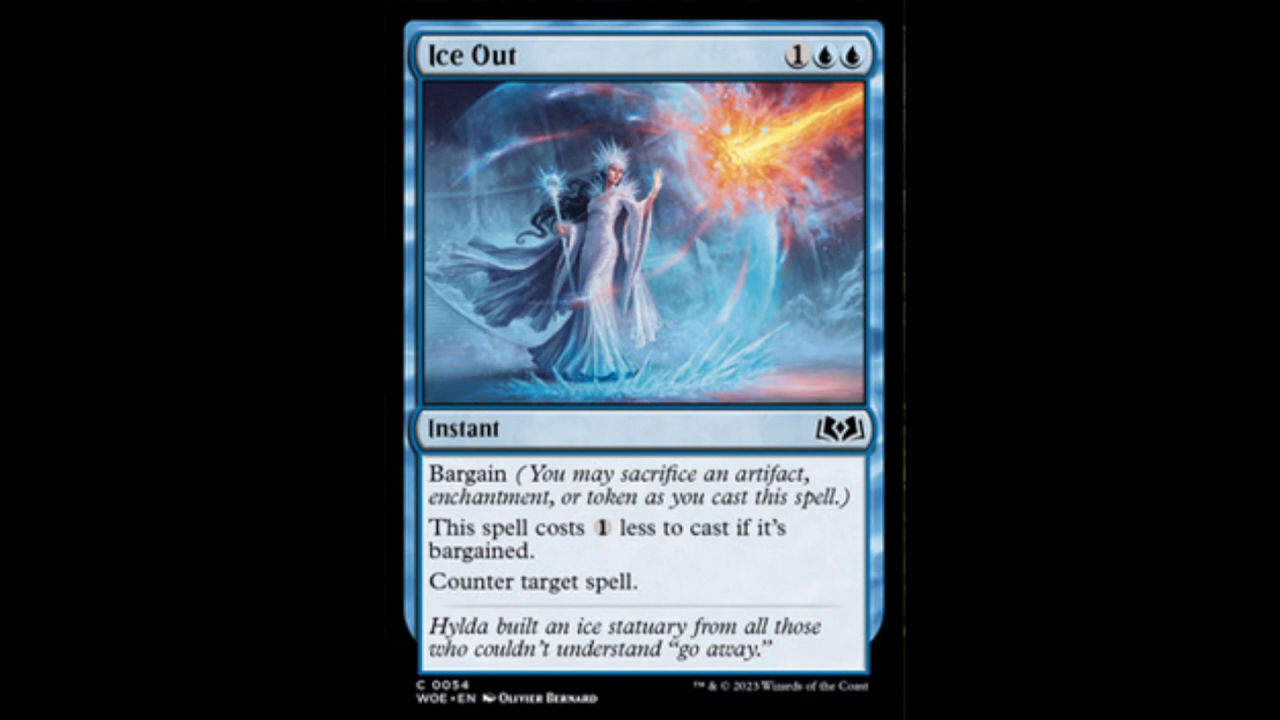 Ice Out 1
Instant
Bargain (You may sacrifice an artifact,
enchantment, or token as you cast this spell.)
This spell costs 1 less to cast if it's
bargained.
Counter target spell.
Hylda built an ice statuary from all those
who couldn't understand “go away.”
C 0054 ™ & © 2023 Wizards of the Coast
WOE • EN Olivier Bernard